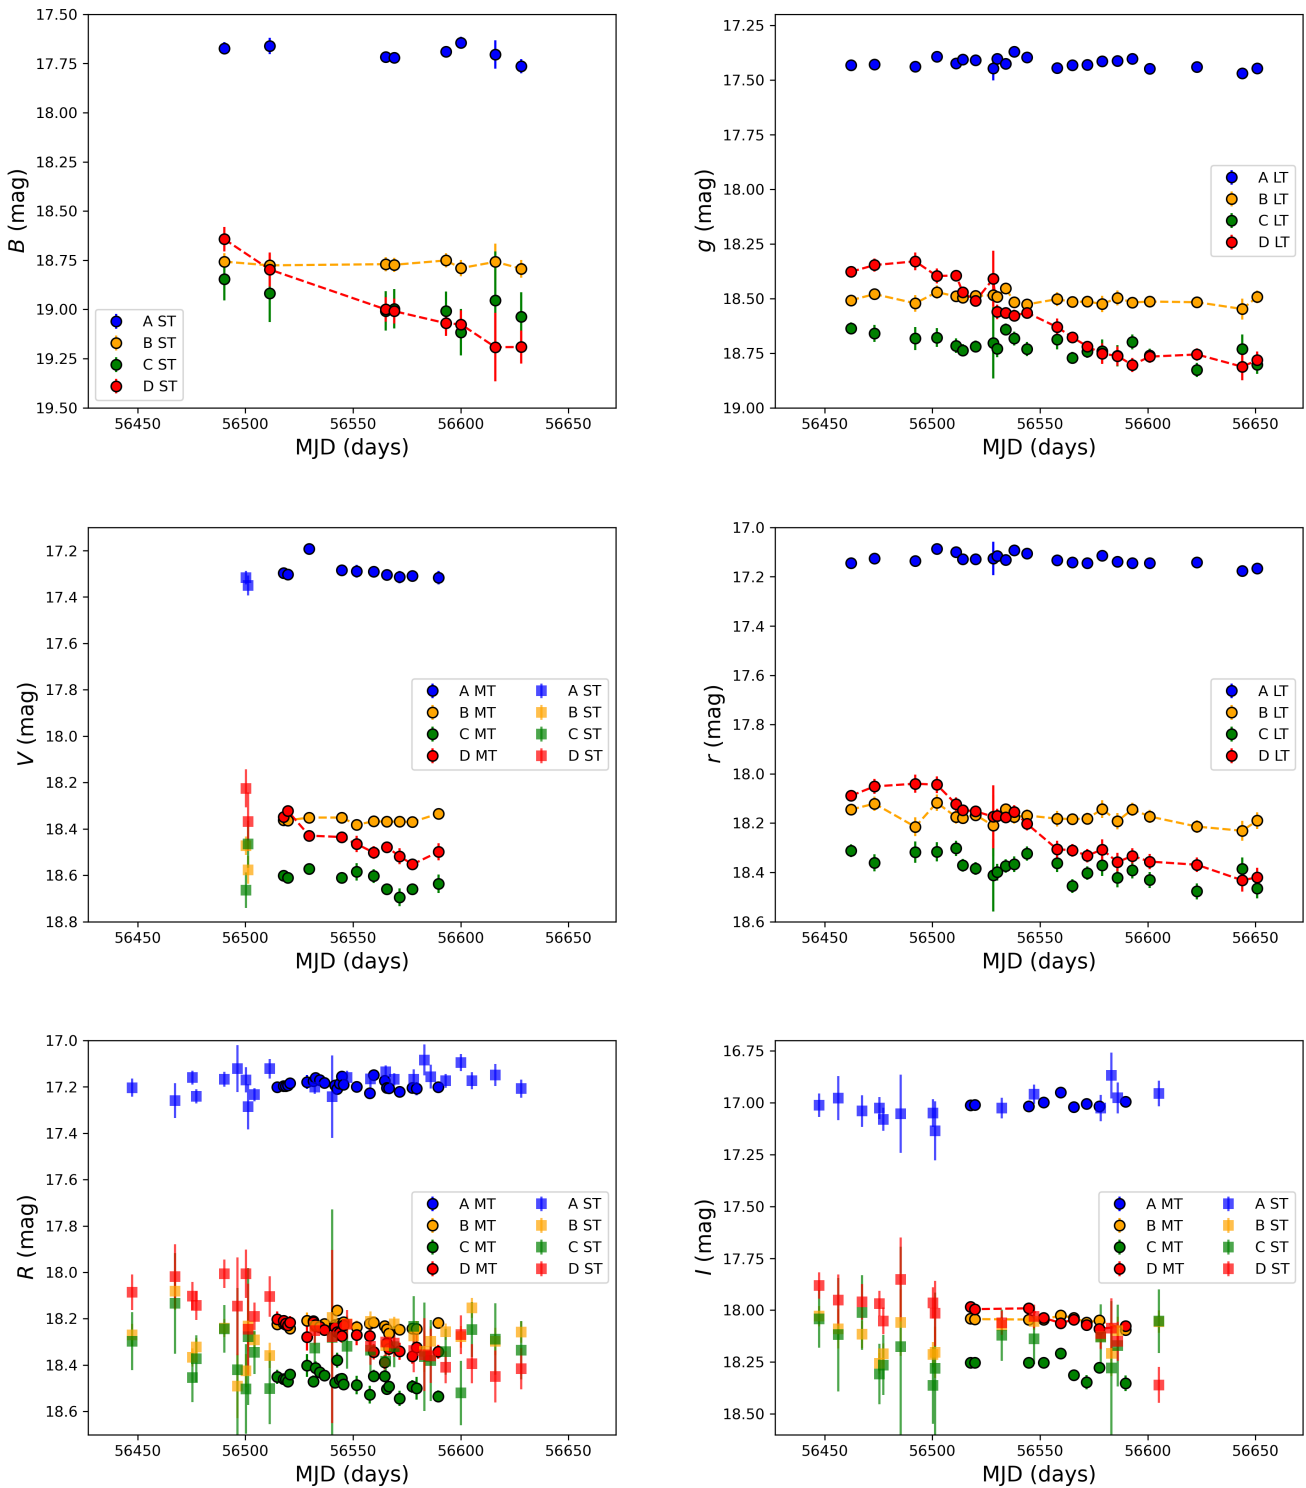 17.50
17.75
18.00
18.25
18.50
18.75
19.00
19.25
19.50
B (mag)
A ST
B ST
C ST
D ST
56450 56500 56550 56600 56650
MJD (days)
17.25
17.50
17.75
18.00
18.25
18.50
18.75
19.00
g (mag)
A LT
B LT
C LT
D LT
56450 56500 56550 56600 56650
MJD (days)
17.2
17.4
17.6
17.8
18.0
18.2
18.4
18.6
18.8
V (mag)
A MT A ST
B MT B ST
C MT C ST
D MT D ST
56450 56500 56550 56600 56650
MJD (days)
17.0
17.2
17.4
17.6
17.8
18.0
18.2
18.4
18.6
r (mag)
A LT
B LT
C LT
D LT
56450 56500 56550 56600 56650
MJD (days)
17.0
17.2
17.4
17.6
17.8
18.0
18.2
18.4
18.6
R (mag)
A MT A ST
B MT B ST
C MT C ST
D MT D ST
56450 56500 56550 56600 56650
MJD (days)
16.75
17.00
17.25
17.50
17.75
18.00
18.25
18.50
I (mag)
A MT A ST
B MT B ST
C MT C ST
D MT D ST
56450 56500 56550 56600 56650
MJD (days)